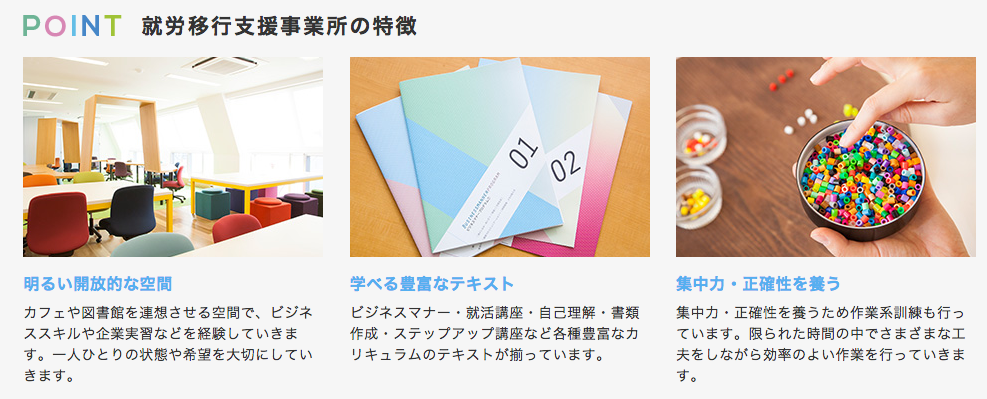 POINT 就労移行支援事業所の特徴
01
02
明るい開放的な空間
カフェや図書館を連想させる空間で、ビジネ
ススキルや企業実習などを経験していきま
す。一人ひとりの状態や希望を大切にしてい
きます。
学べる豊富なテキスト
ビジネスマナー・就活講座・自己理解・書類
作成・ステップアップ講座など各種豊富なカ
リキュラムのテキストが揃っています。
集中力・正確性を養う
集中力・正確性を養うため作業系訓練も行っ
ています。限られた時間の中でさまざまな工
夫をしながら効率のよい作業を行っていきま
す。